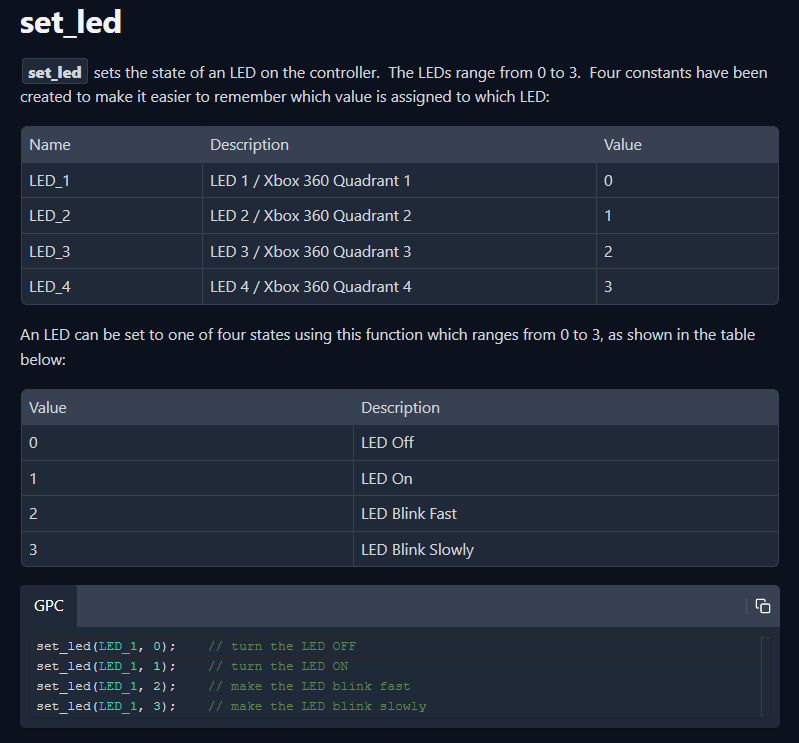 set_led
set_led sets the state of an LED on the controller. The LEDs range from 0 to 3. Four constants have been
created to make it easier to remember which value is assigned to which LED:
Name Description Value
LED_1 LED 1 / Xbox 360 Quadrant 1 0
LED_2 LED 2 / Xbox 360 Quadrant 2 1
LED_3 LED 3 / Xbox 360 Quadrant 3 2
LED_4 LED 4 / Xbox 360 Quadrant 4 3
An LED can be set to one of four states using this function which ranges from 0 to 3, as shown in the table
below:
Value Description
0 LED Off
1 LED On
2 LED Blink Fast
3 LED Blink Slowly
GPC
set_led(LED_1, 0); // turn the LED OFF
set_led(LED_1, 1); // turn the LED ON
set_led(LED_1, 2); // make the LED blink fast
set_led(LED_1, 3); // make the LED blink slowly